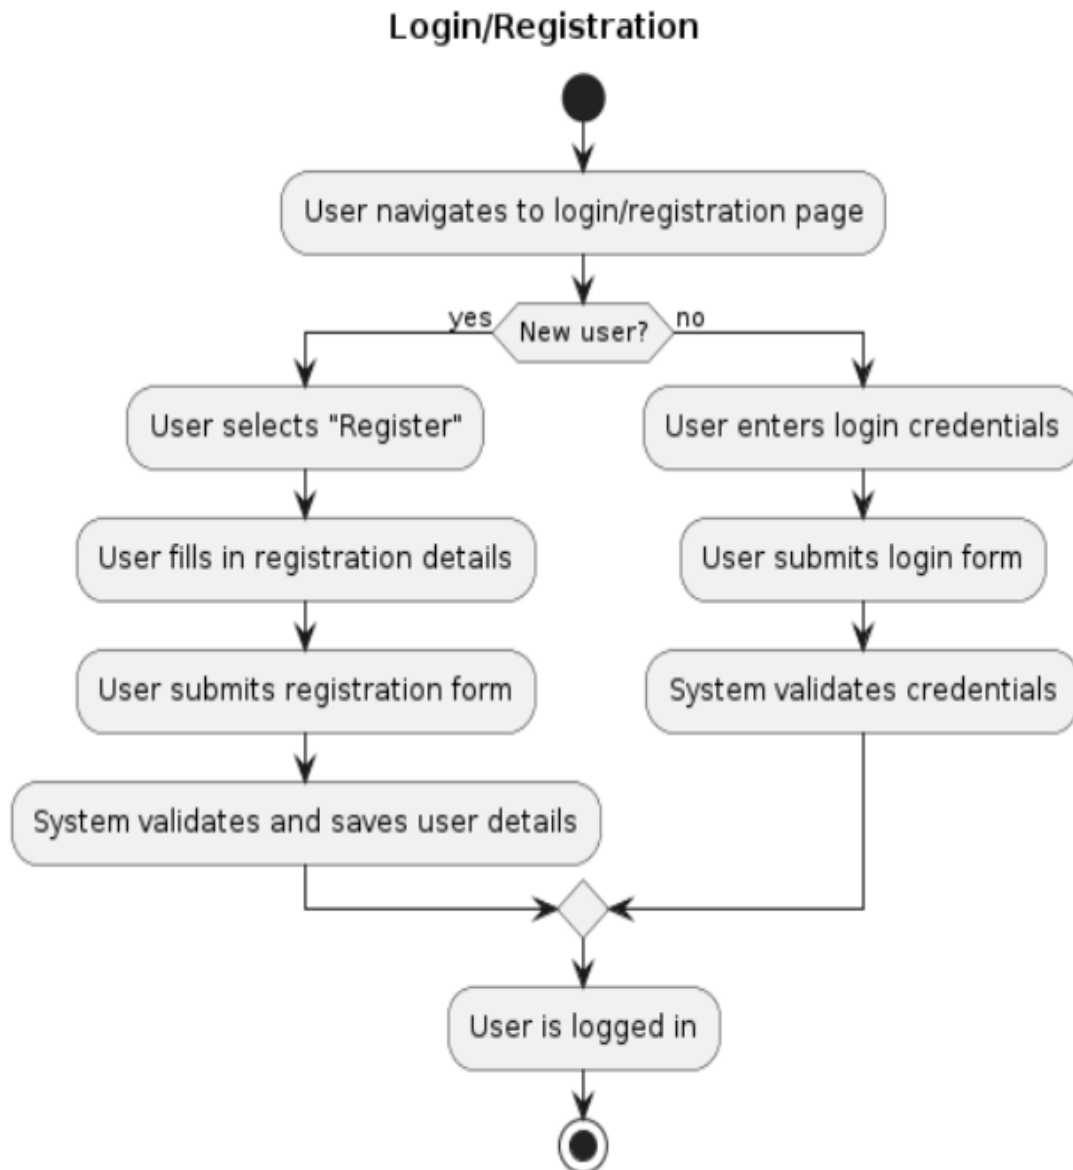 Login/Registration
User navigates to login/registration page
yes
New user?
no
User selects "Register"
User enters login credentials
User fills in registration details
User submits login form
User submits registration form
System validates credentials
System validates and saves user details
User is logged in